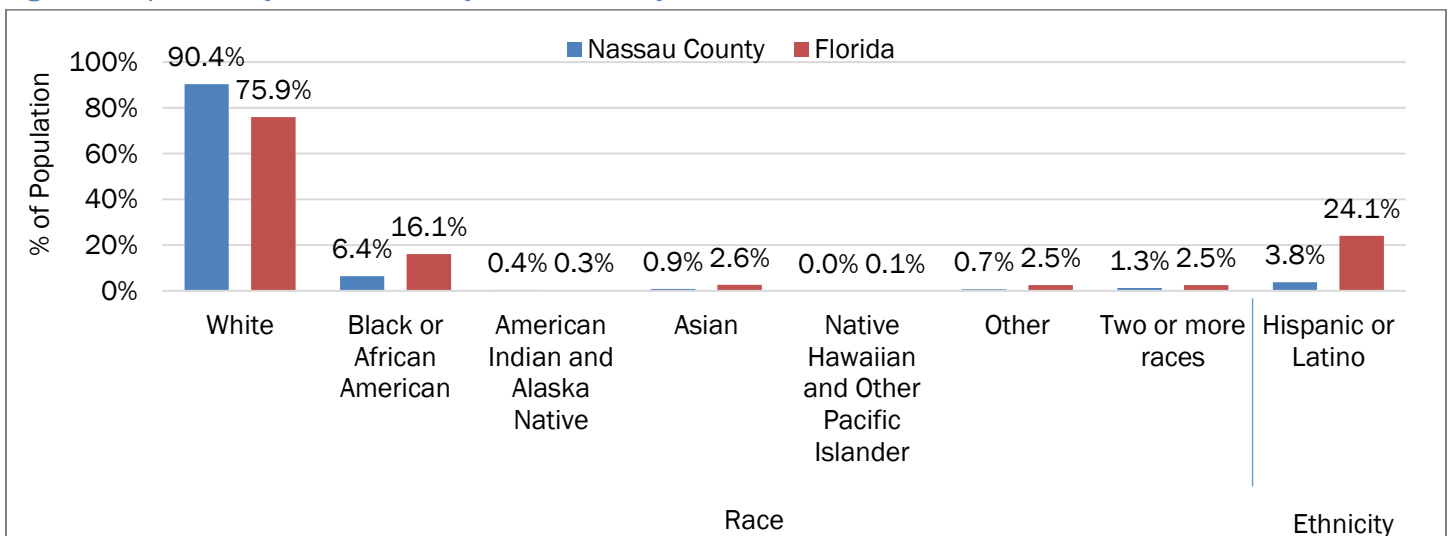 Nassau County Florida
% of Population
100%
80%
60%
40%
20%
0%
90.4% 75.9%
6.4% 16.1%
0.4% 0.3%
0.9% 2.6%
0.0% 0.1%
0.7% 2.5%
1.3% 2.5%
3.8% 24.1%
White
Black or
African
American
American
Indian and
Alaska
Native
Asian
Native
Hawaiian
and Other
Pacific
Islander
Other
Two or more
races
Hispanic or
Latino
Race
Ethnicity